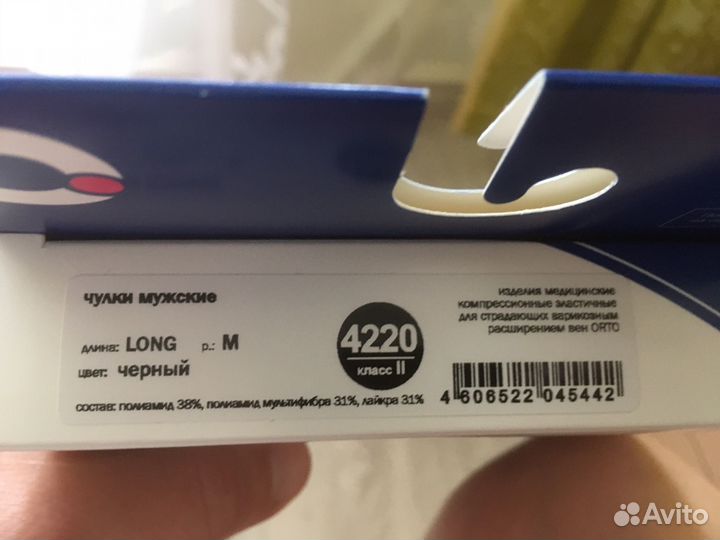 чулки мужские
длина: LONG р.: M
цвет: черный
4220
класс II
изделия медицинские
компрессионные эластичные
для страдающих варикозным
расширением вен ORTO
4 606522 045442
состав: полиамид 38%, полиамид мультифибра 31%, лайкра 31%
Avito